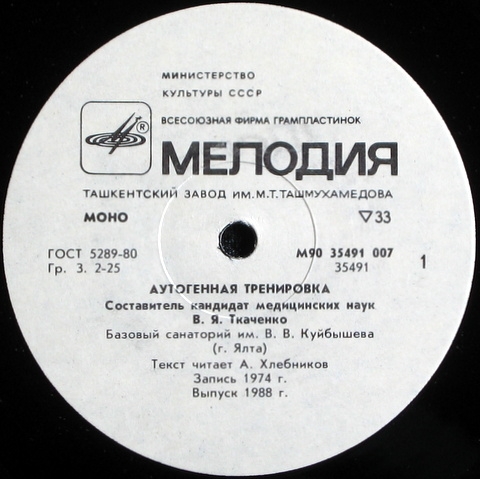 МИНИСТЕРСТВО
КУЛЬТУРЫ СССР
ВСЕСОЮЗНАЯ ФИРМА ГРАМПЛАСТИНОК
®
МЕЛОДИЯ
ТАШКЕНТСКИЙ ЗАВОД ИМ. М.Т.ТАШМУХАМЕДОВА
МОНО ▽33
ГОСТ 5289-80 М90 35491 007
Гр. 3. 2-25 35491 1
АУТОГЕННАЯ ТРЕНИРОВКА
Составитель кандидат медицинских наук
В. Я. Ткаченко
Базовый санаторий им. В. В. Куйбышева
(г. Ялта)
Текст читает А. Хлебников
Запись 1974 г.
Выпуск 1988 г.